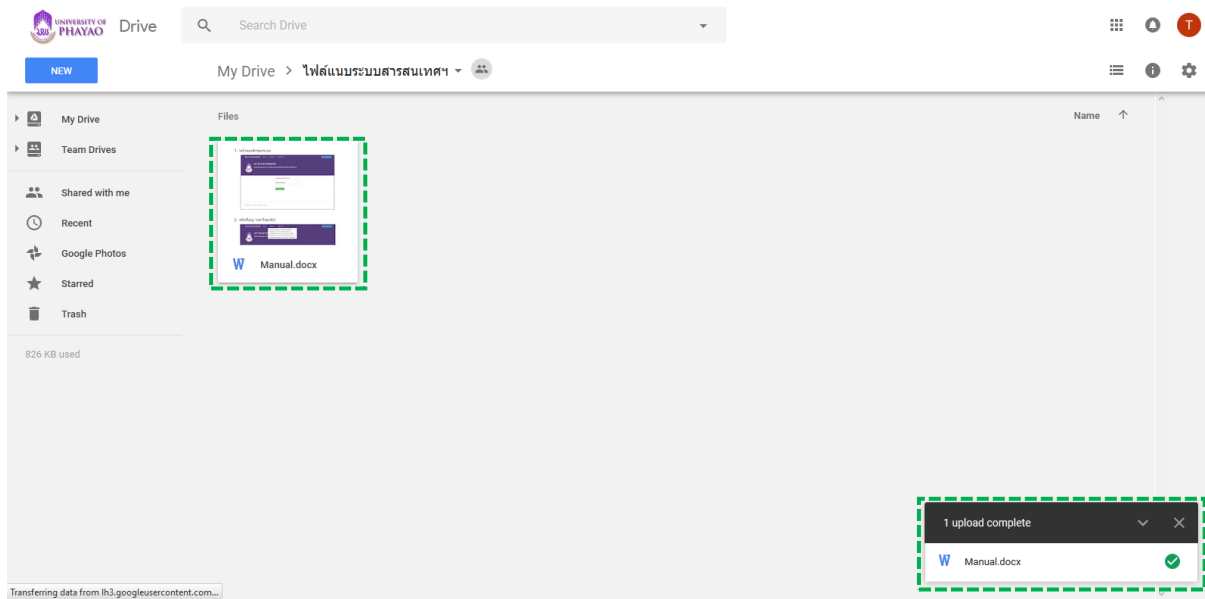 UNIVERSITY OF
PHAYAO
Drive
Search Drive
T
NEW
My Drive > ไฟล์แนบระบบสารสนเทศฯ
My Drive
Files
Name
Team Drives
Shared with me
Recent
Google Photos
Starred
Trash
826 KB used
W Manual.docx
1 upload complete
W Manual.docx
Transferring data from lh3.googleusercontent.com...